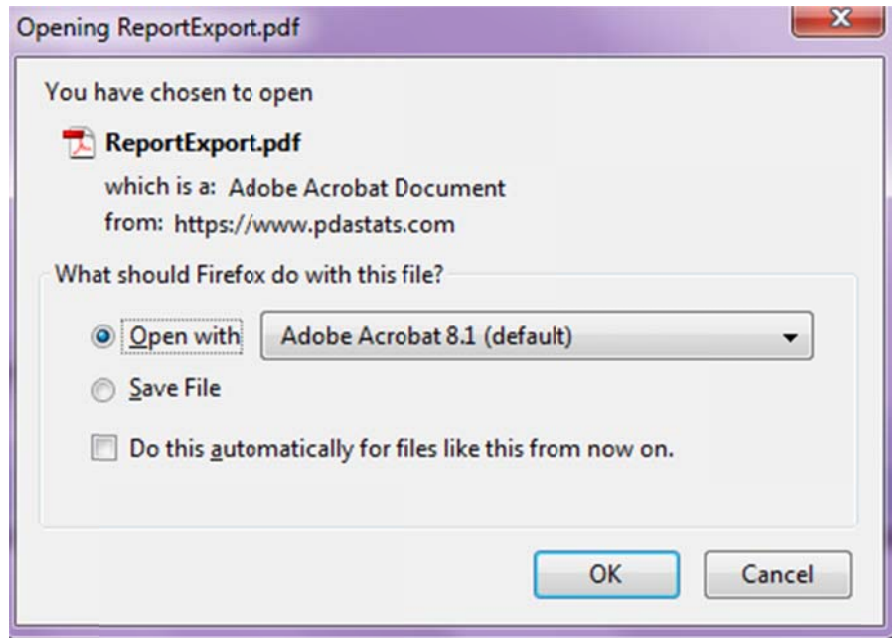 Opening ReportExport.pdf
You have chosen to open
ReportExport.pdf
which is a: Adobe Acrobat Document
from: https://www.pdastats.com
What should Firefox do with this file?
Open with Adobe Acrobat 8.1 (default)
Save File
Do this automatically for files like this from now on.
OK Cancel